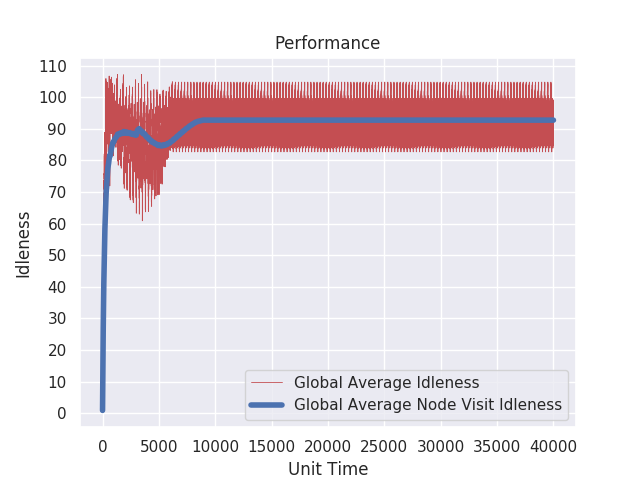 Performance
Idleness
110
100
90
80
70
60
50
40
30
20
10
0
Global Average Idleness
Global Average Node Visit Idleness
0 5000 10000 15000 20000 25000 30000 35000 40000
Unit Time